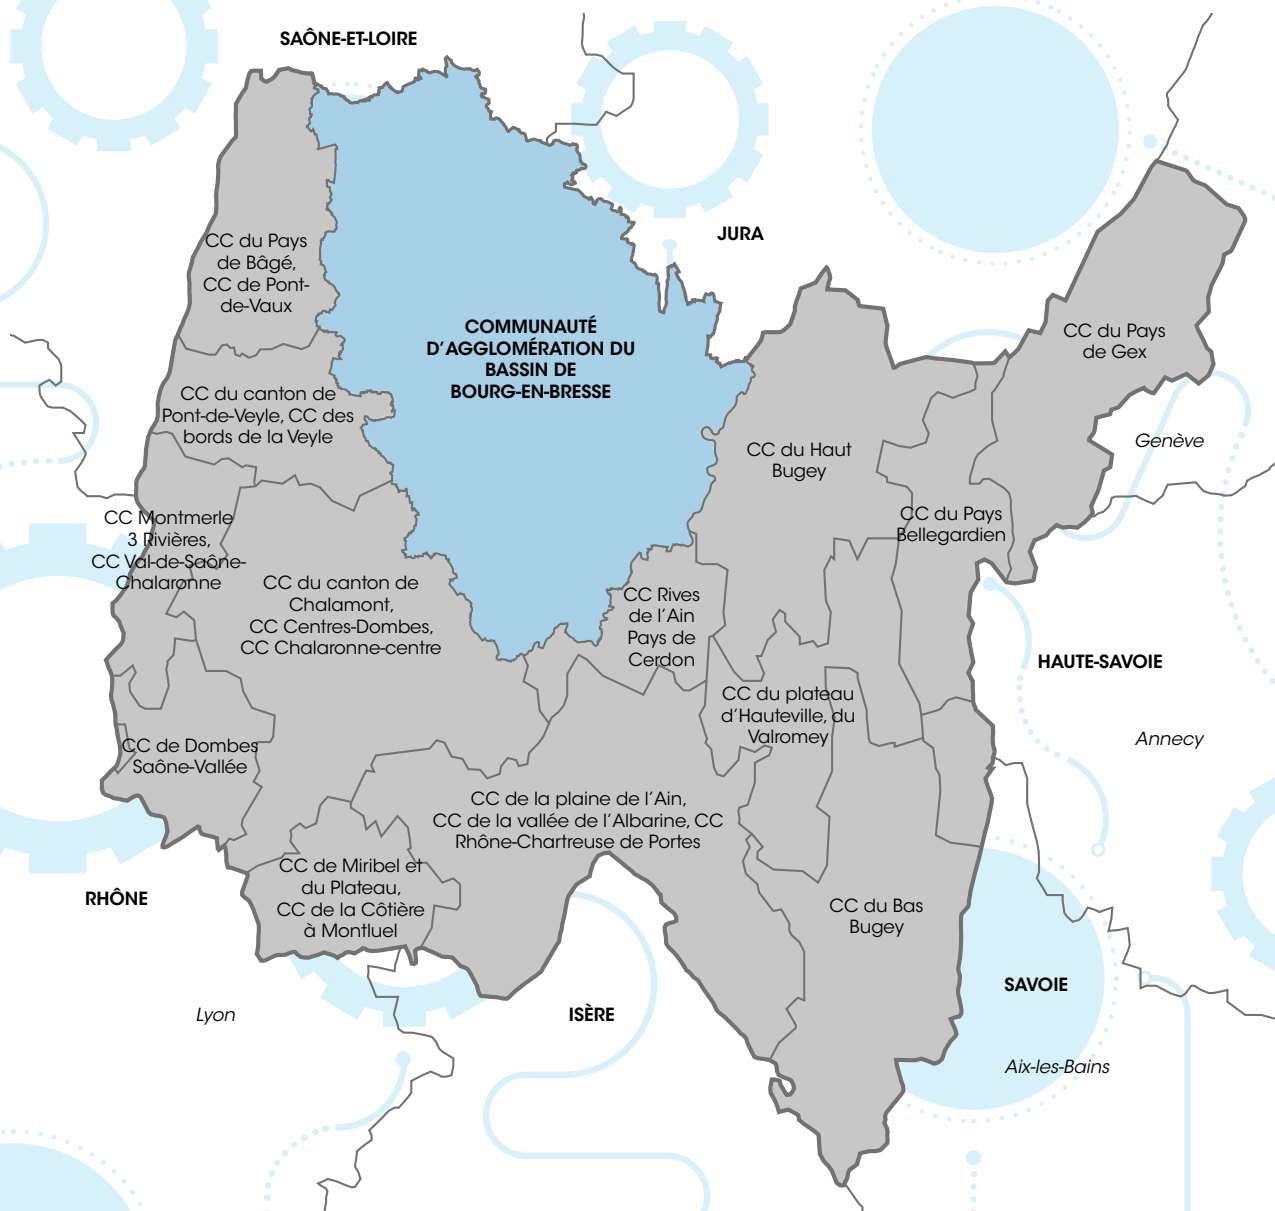 SAÔNE-ET-LOIRE
JURA
CC du Pays
de Bâgé,
CC de Pont-
de-Vaux
COMMUNAUTÉ
D'AGGLOMÉRATION DU
BASSIN DE
BOURG-EN-BRESSE
CC du Pays
de Gex
CC du canton de
Pont-de-Veyle, CC des
bords de la Veyle
CC du Haut
Bugey
Genève
CC Montmerle
3 Rivières,
CC Val-de-Saône-
Chalaronne
CC du Pays
Bellegardien
CC du canton de
Chalamont,
CC Centres-Dombes,
CC Chalaronne-centre
CC Rives
de l'Ain
Pays de
Cerdon
HAUTE-SAVOIE
CC du plateau
d'Hauteville, du
Valromey
Annecy
CC de Dombes
Saône-Vallée
CC de la plaine de l'Ain,
CC de la vallée de l'Albarine, CC
Rhône-Chartreuse de Portes
RHÔNE
CC de Miribel et
du Plateau,
CC de la Côtière
à Montluel
CC du Bas
Bugey
SAVOIE
Lyon
ISÈRE
Aix-les-Bains